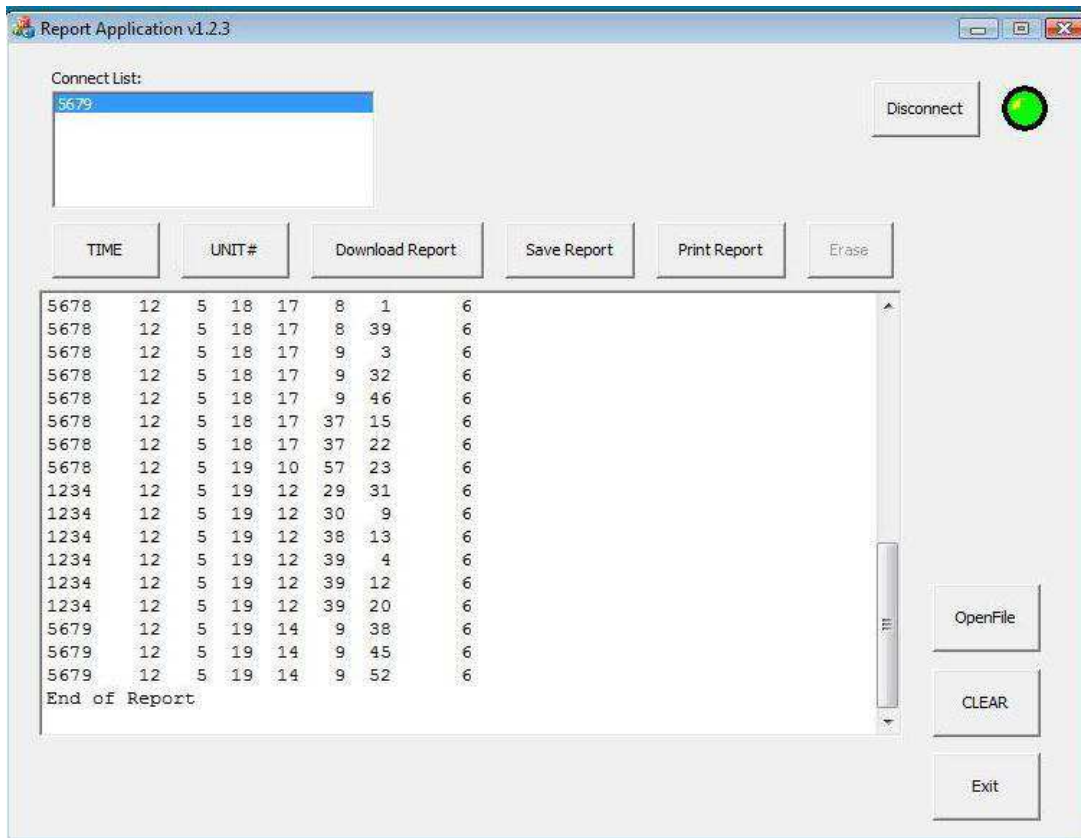 Report Application v1.2.3
Connect List:
5679
Disconnect
TIME UNIT# Download Report Save Report Print Report Erase
5678 12 5 18 17 8 1 6
5678 12 5 18 17 8 39 6
5678 12 5 18 17 9 3 6
5678 12 5 18 17 9 32 6
5678 12 5 18 17 9 46 6
5678 12 5 18 17 37 15 6
5678 12 5 18 17 37 22 6
5678 12 5 19 10 57 23 6
1234 12 5 19 12 29 31 6
1234 12 5 19 12 30 9 6
1234 12 5 19 12 38 13 6
1234 12 5 19 12 39 4 6
1234 12 5 19 12 39 12 6
1234 12 5 19 12 39 20 6
5679 12 5 19 14 9 38 6
5679 12 5 19 14 9 45 6
5679 12 5 19 14 9 52 6
End of Report
OpenFile
CLEAR
Exit